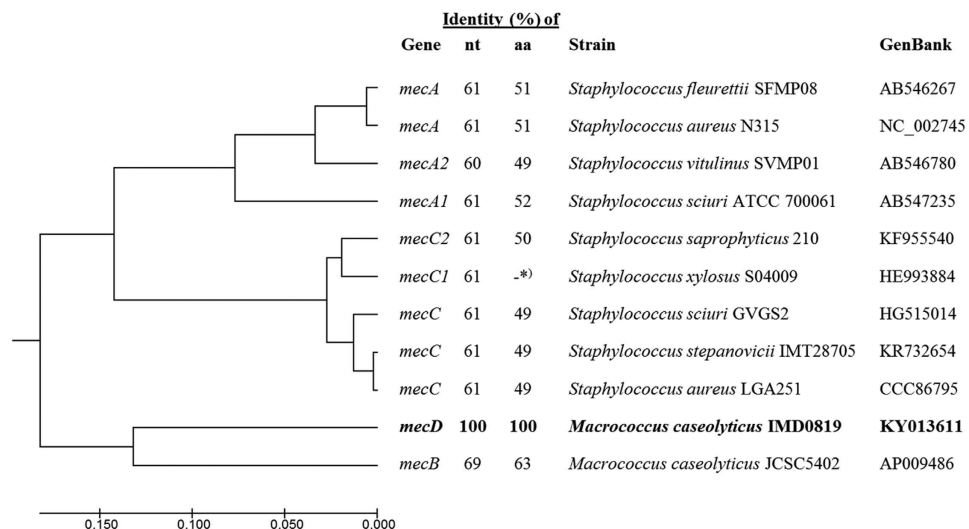 Identity (%) of
Gene nt aa Strain GenBank
mecA 61 51 Staphylococcus fleurettii SFMP08 AB546267
mecA 61 51 Staphylococcus aureus N315 NC_002745
mecA2 60 49 Staphylococcus vitulinus SVMP01 AB546780
mecA1 61 52 Staphylococcus sciuri ATCC 700061 AB547235
mecC2 61 50 Staphylococcus saprophyticus 210 KF955540
mecC1 61 -*) Staphylococcus xylosus S04009 HE993884
mecC 61 49 Staphylococcus sciuri GVGS2 HG515014
mecC 61 49 Staphylococcus stepanovicii IMT28705 KR732654
mecC 61 49 Staphylococcus aureus LGA251 CCC86795
mecD 100 100 Macrococcus caseolyticus IMD0819 KY013611
mecB 69 63 Macrococcus caseolyticus JCSC5402 AP009486
0.150 0.100 0.050 0.000